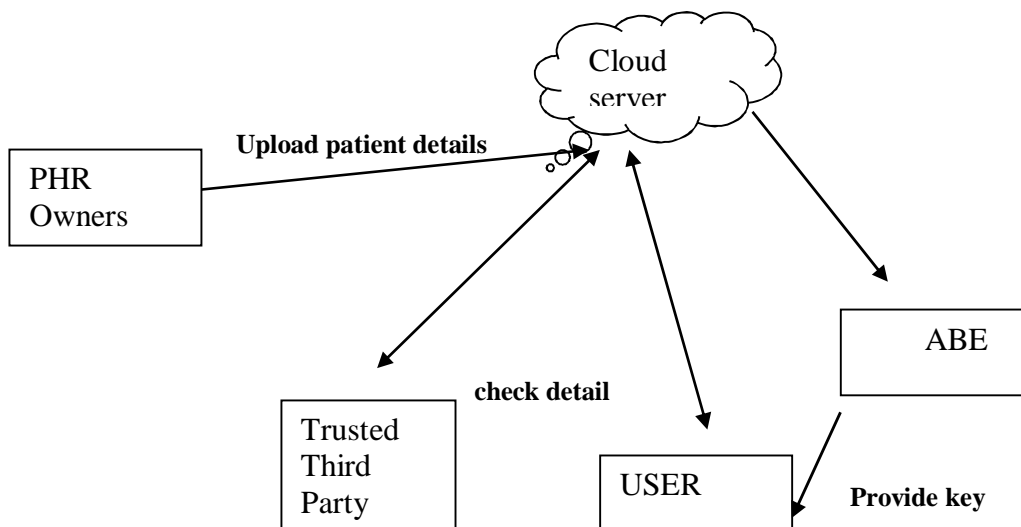 Cloud
server
Upload patient details
PHR
Owners
ABE
check detail
Trusted
Third
Party
USER
Provide key